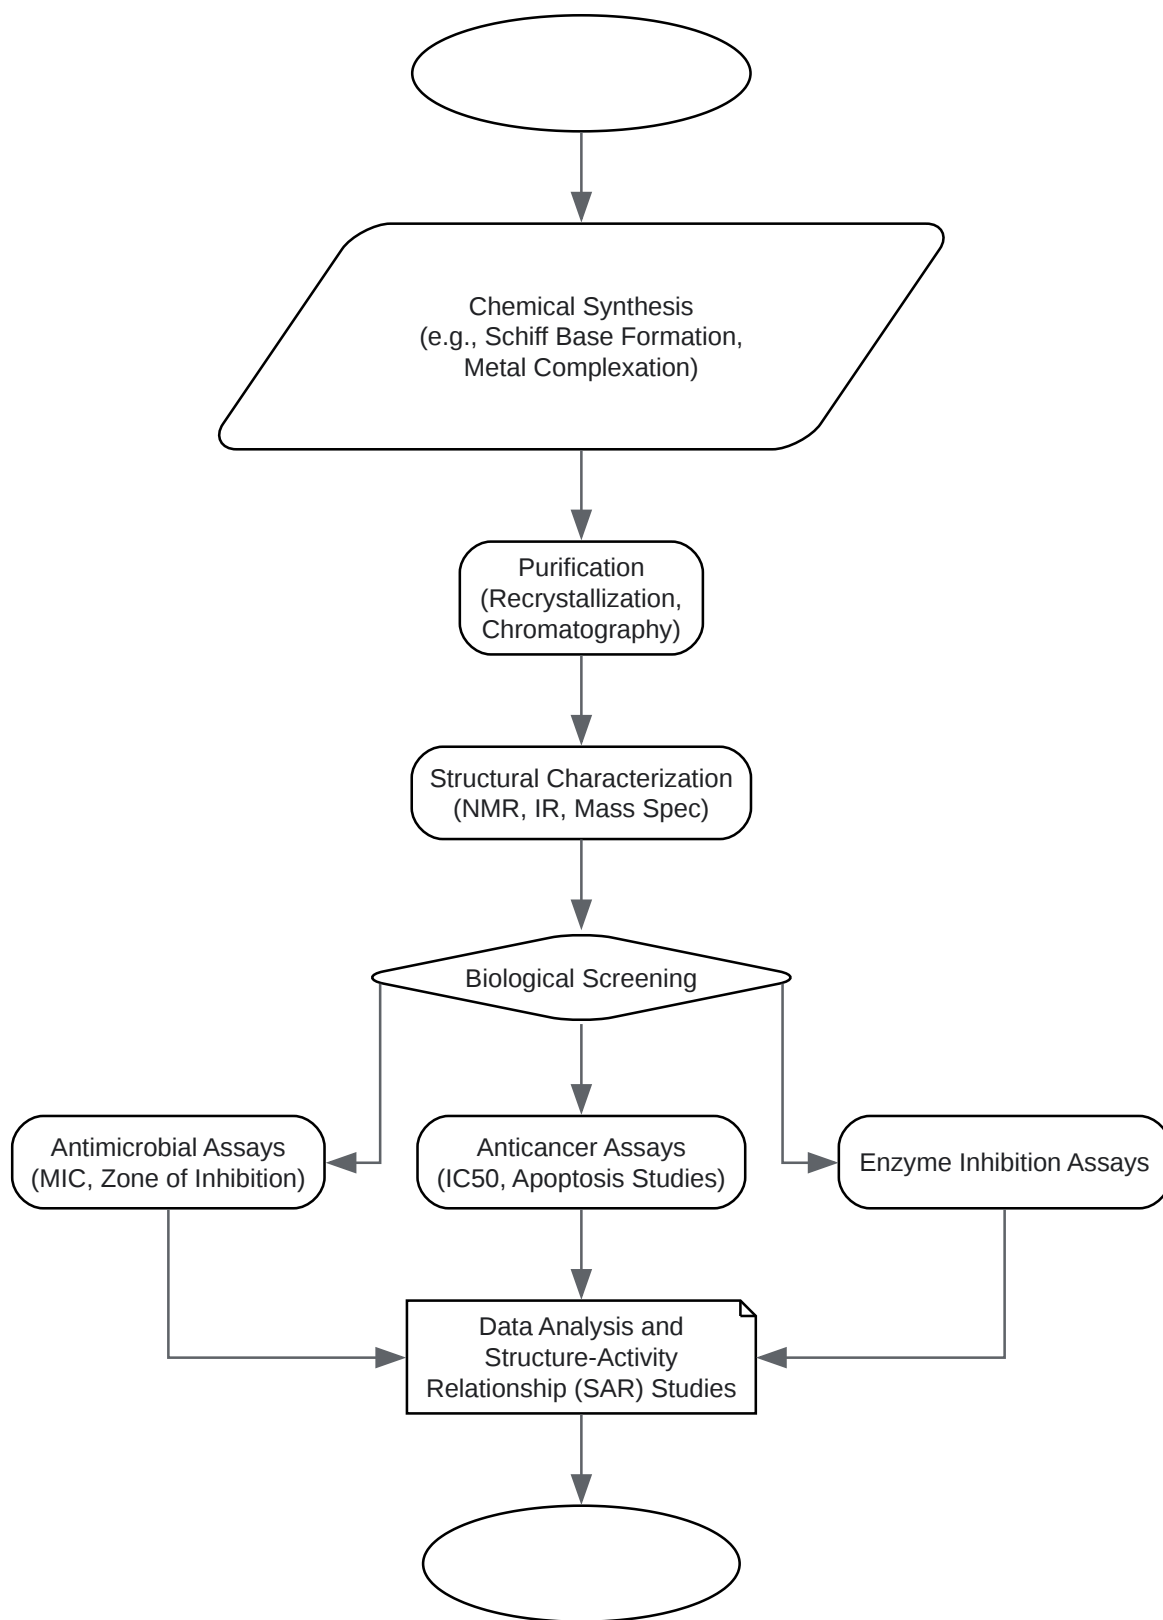 Chemical Synthesis
(e.g., Schiff Base Formation,
Metal Complexation)
Purification
(Recrystallization,
Chromatography)
Structural Characterization
(NMR, IR, Mass Spec)
Biological Screening
Antimicrobial Assays
(MIC, Zone of Inhibition)
Anticancer Assays
(IC50, Apoptosis Studies)
Enzyme Inhibition Assays
Data Analysis and
Structure-Activity
Relationship (SAR) Studies